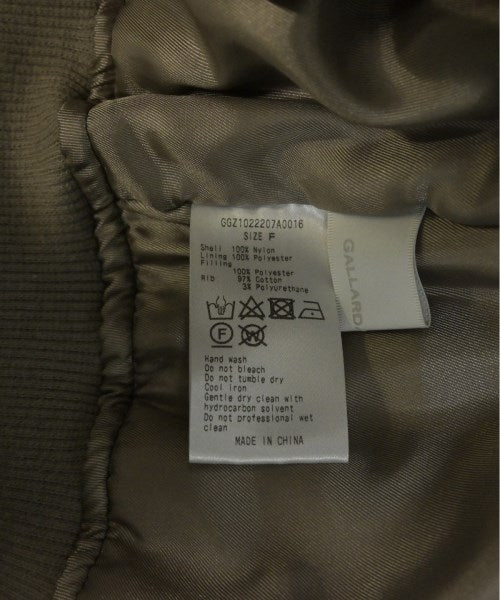 GGZ1022207A0016
SIZE F
Shell 100% Nylon
Lining 100% Polyester
Filling
100% Polyester
Rib 97% Cotton
3% Polyurethane
F W
Hand wash
Do not bleach
Do not tumble dry
Cool iron
Gentle dry clean with
hydrocarbon solvent
Do not professional wet
clean
MADE IN CHINA
GALLARD